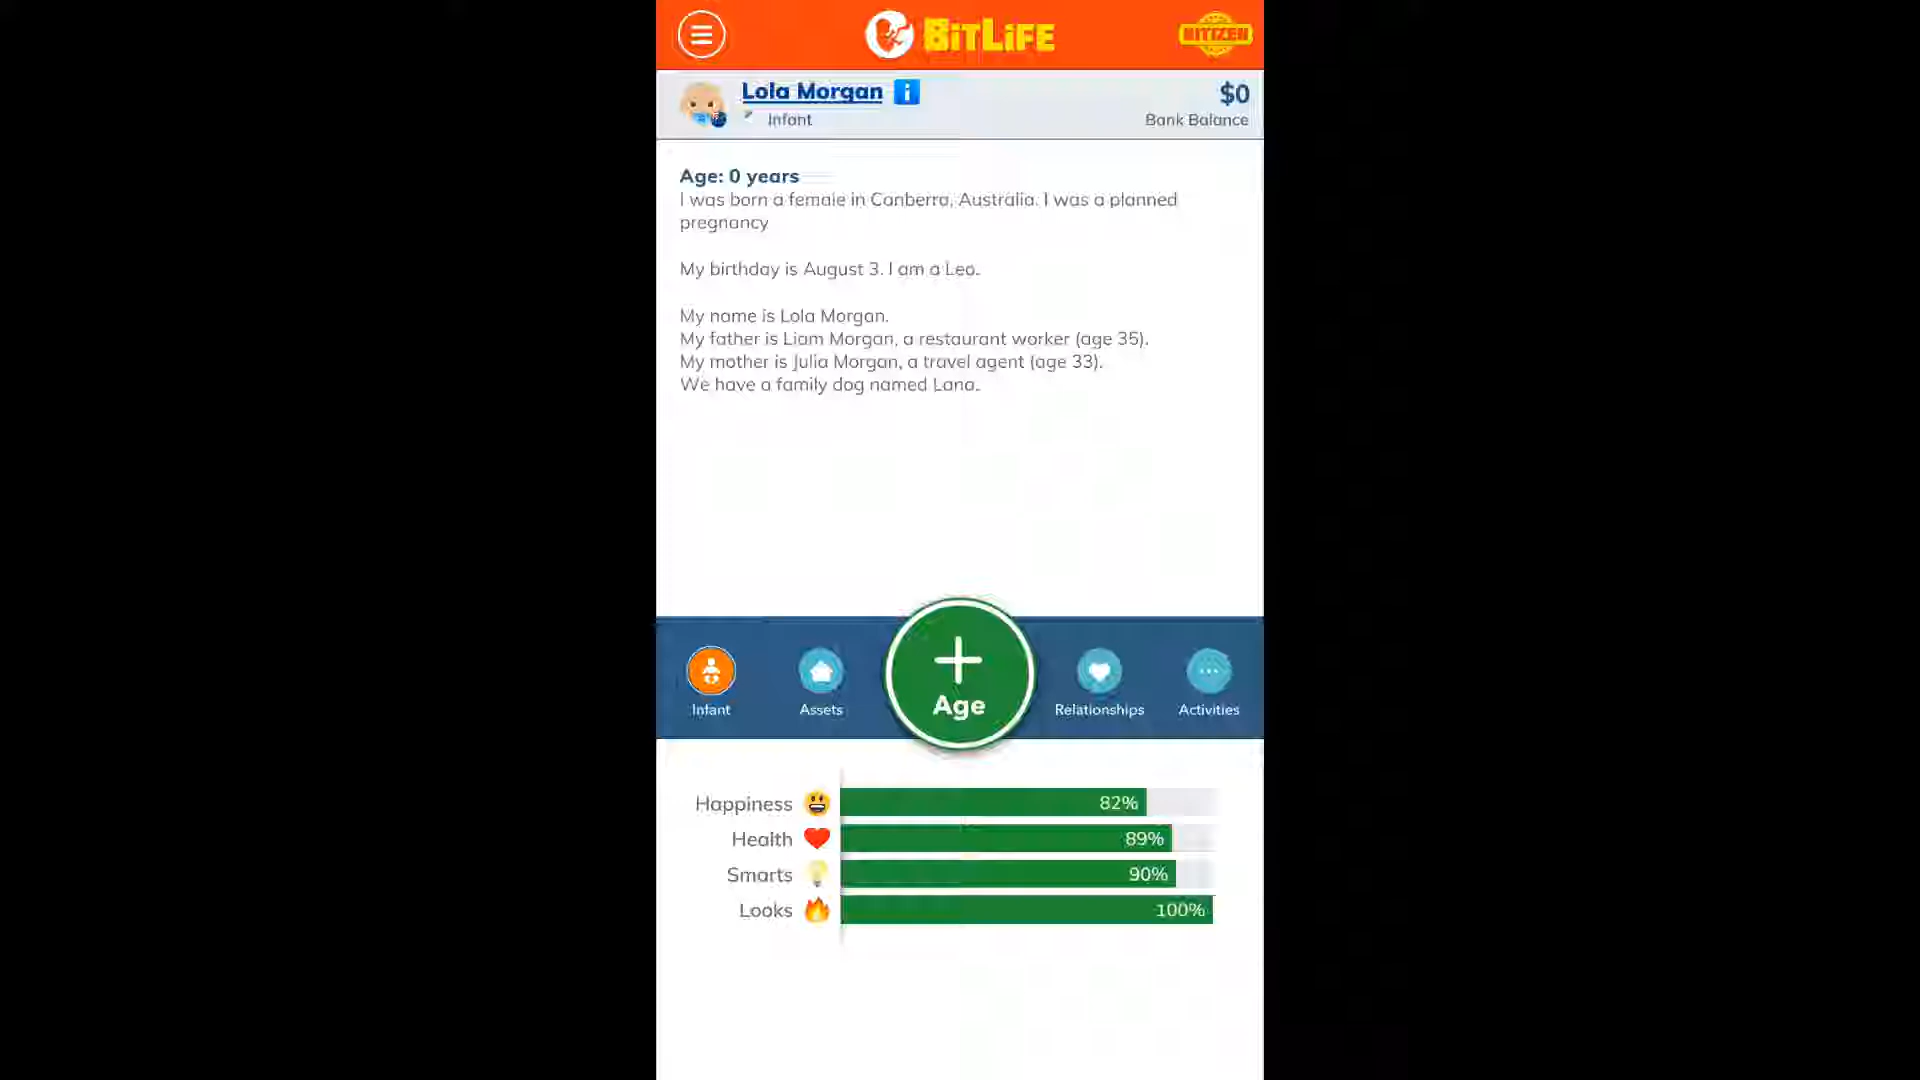 BITLIFE
BITIZEN
Lola Morgan
$0
Infant
Bank Balance
Age: 0 years
I was born a female in Canberra, Australia. I was a planned
pregnancy
My birthday is August 3. I am a Leo.
My name is Lola Morgan.
My father is Liam Morgan, a restaurant worker (age 35).
My mother is Julia Morgan, a travel agent (age 33).
We have a family dog named Lana.
Infant
Assets
+
Age
Relationships
Activities
Happiness 82%
Health 89%
Smarts 90%
Looks 100%